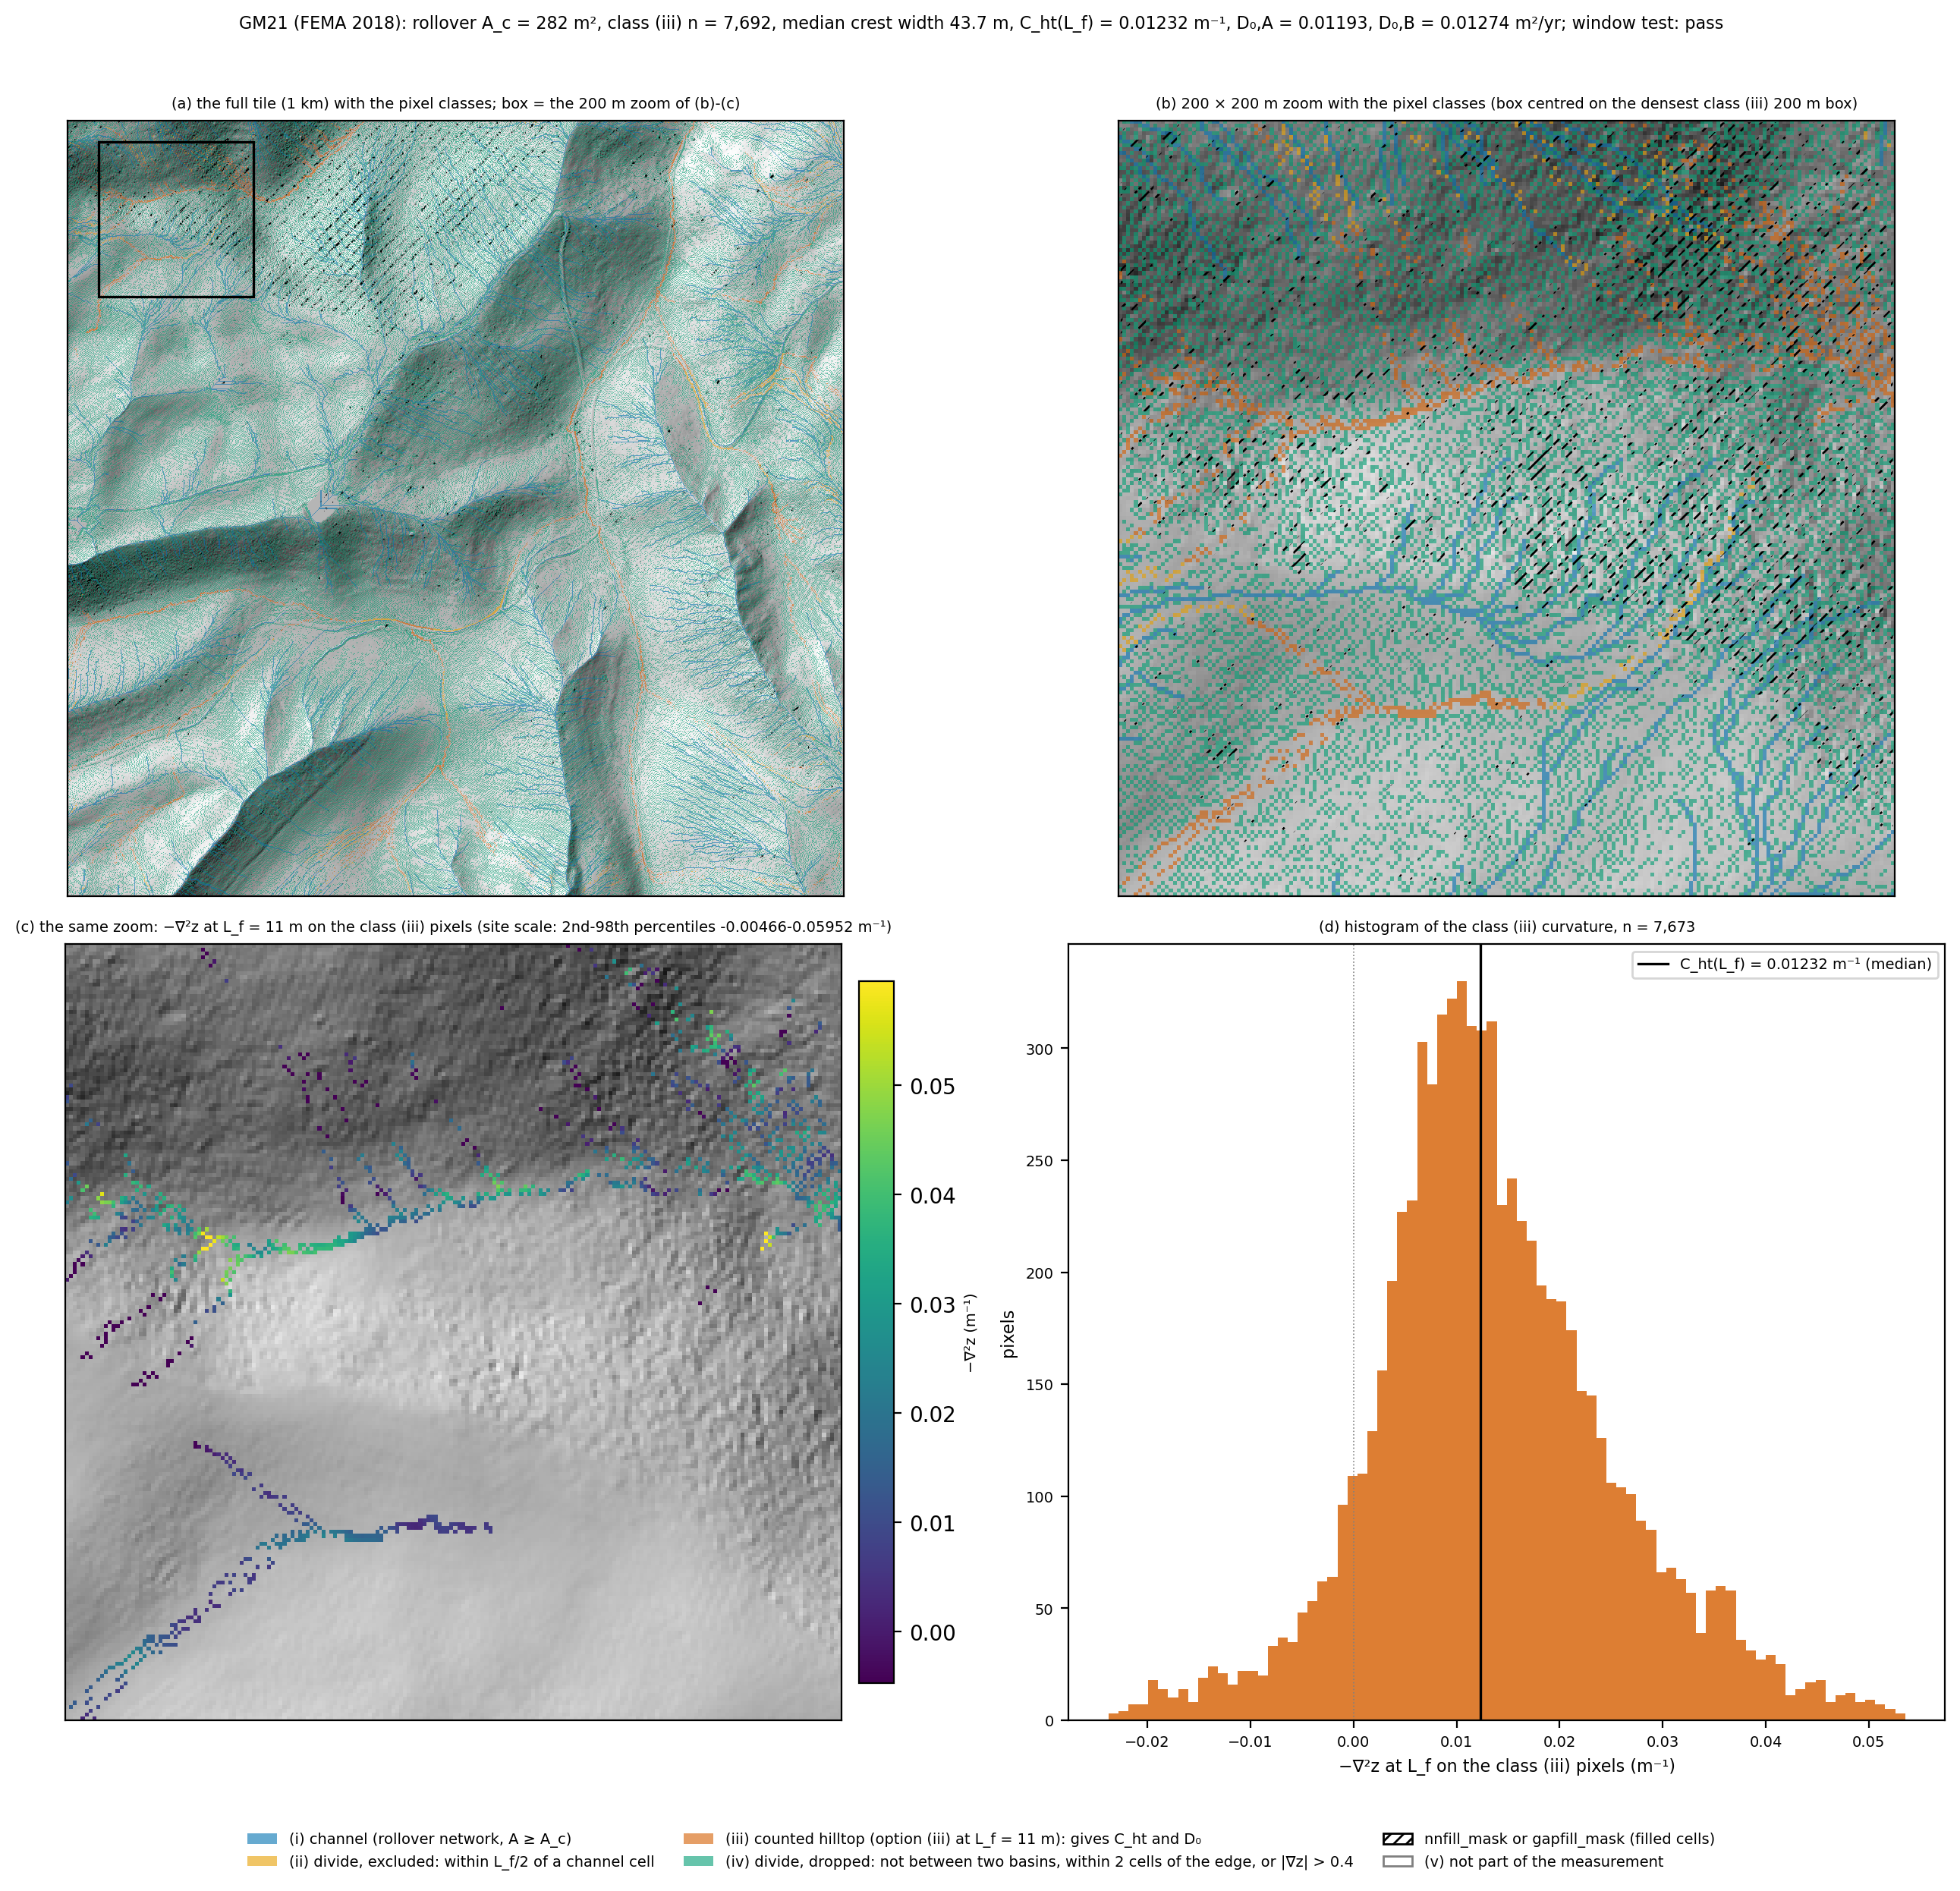 GM21 (FEMA 2018): rollover A_c = 282 m², class (iii) n = 7,692, median crest width 43.7 m, C_ht(L_f) = 0.01232 m⁻¹, D₀,A = 0.01193, D₀,B = 0.01274 m²/yr; window test: pass
(a) the full tile (1 km) with the pixel classes; box = the 200 m zoom of (b)-(c)
(b) 200 × 200 m zoom with the pixel classes (box centred on the densest class (iii) 200 m box)
(c) the same zoom: −∇²z at L_f = 11 m on the class (iii) pixels (site scale: 2nd-98th percentiles -0.00466-0.05952 m⁻¹)
0.05
0.04
0.03
0.02
0.01
0.00
−∇²z (m⁻¹)
(d) histogram of the class (iii) curvature, n = 7,673
C_ht(L_f) = 0.01232 m⁻¹ (median)
300
250
200
150
100
50
0
pixels
−0.02 −0.01 0.00 0.01 0.02 0.03 0.04 0.05
−∇²z at L_f on the class (iii) pixels (m⁻¹)
(i) channel (rollover network, A ≥ A_c)
(ii) divide, excluded: within L_f/2 of a channel cell
(iii) counted hilltop (option (iii) at L_f = 11 m): gives C_ht and D₀
(iv) divide, dropped: not between two basins, within 2 cells of the edge, or |∇z| > 0.4
nnfill_mask or gapfill_mask (filled cells)
(v) not part of the measurement